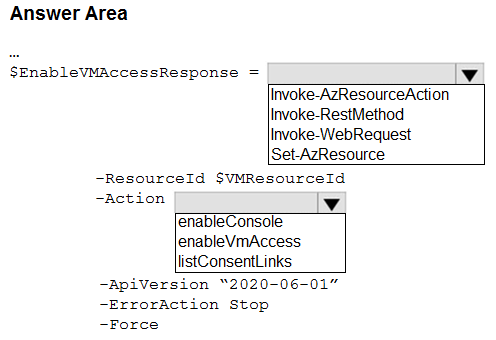 Answer Area
...
$EnableVMAccessResponse =
Invoke-AzResourceAction
Invoke-RestMethod
Invoke-WebRequest
Set-AzResource
-ResourceId $VMResourceId
-Action
enableConsole
enableVmAccess
listConsentLinks
-ApiVersion “2020-06-01”
-ErrorAction Stop
-Force